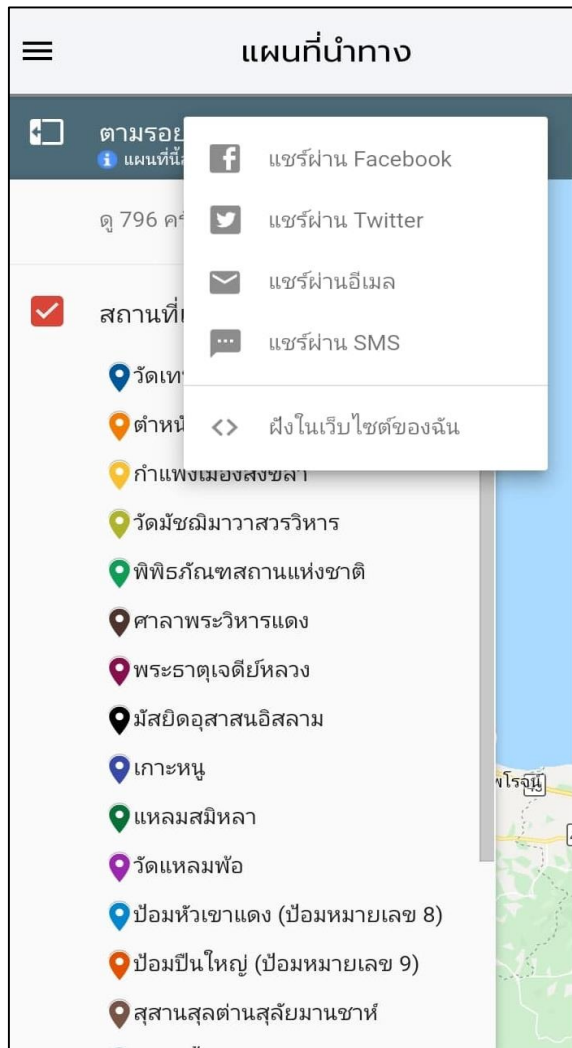 แผนที่นำทาง
ตามรอย
แผนที่นี้
ดู 796
แชร์ผ่าน Facebook
แชร์ผ่าน Twitter
แชร์ผ่านอีเมล
แชร์ผ่าน SMS
ฝังในเว็บไซต์ของฉัน
สถานที่
วัดเท
ตำหนั
กำแพงเมืองสงขลา
วัดมัชฌิมาวาสวรวิหาร
พิพิธภัณฑสถานแห่งชาติ
ศาลาพระวิหารแดง
พระธาตุเจดีย์หลวง
มัสยิดอุสาสนอิสลาม
เกาะหนู
แหลมสมิหลา
วัดแหลมพ้อ
ป้อมหัวเขาแดง (ป้อมหมายเลข 8)
ป้อมปืนใหญ่ (ป้อมหมายเลข 9)
สุสานสุลต่านสุลัยมานชาห์